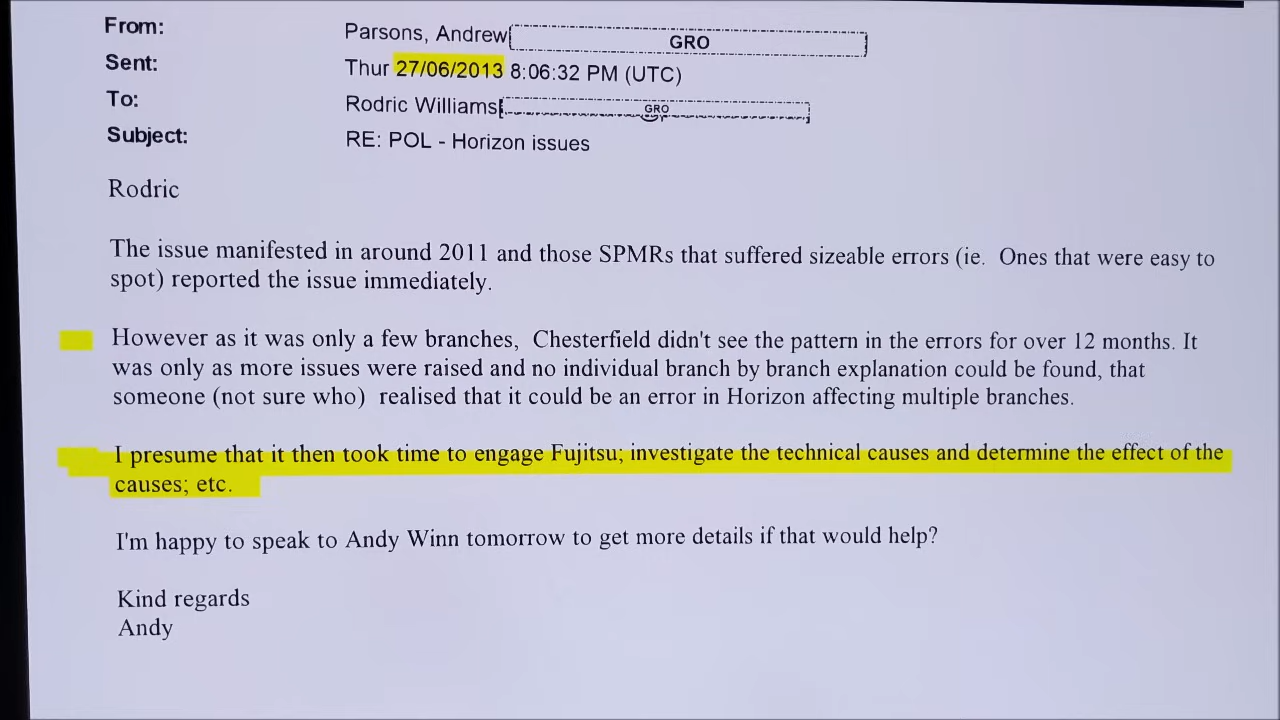 From: Parsons, Andrew GRO
Sent: Thur 27/06/2013 8:06:32 PM (UTC)
To: Rodric Williams GRO
Subject: RE: POL - Horizon issues
Rodric
The issue manifested in around 2011 and those SPMRs that suffered sizeable errors (ie.  Ones that were easy to
spot) reported the issue immediately.
However as it was only a few branches,  Chesterfield didn't see the pattern in the errors for over 12 months. It
was only as more issues were raised and no individual branch by branch explanation could be found, that
someone (not sure who)  realised that it could be an error in Horizon affecting multiple branches.
I presume that it then took time to engage Fujitsu; investigate the technical causes and determine the effect of the
causes; etc.
I'm happy to speak to Andy Winn tomorrow to get more details if that would help?
Kind regards
Andy